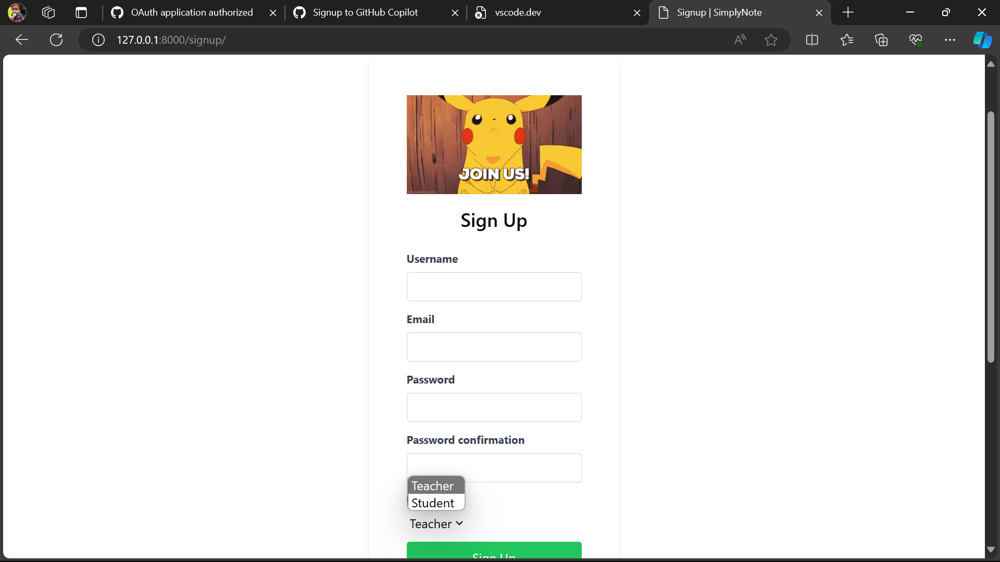 OAuth application authorized
Signup to GitHub Copilot
vscode.dev
Signup | SimplyNote
127.0.0.1:8000/signup/
JOIN US!
Sign Up
Username
Email
Password
Password confirmation
Teacher
Student
Teacher
Sign Up